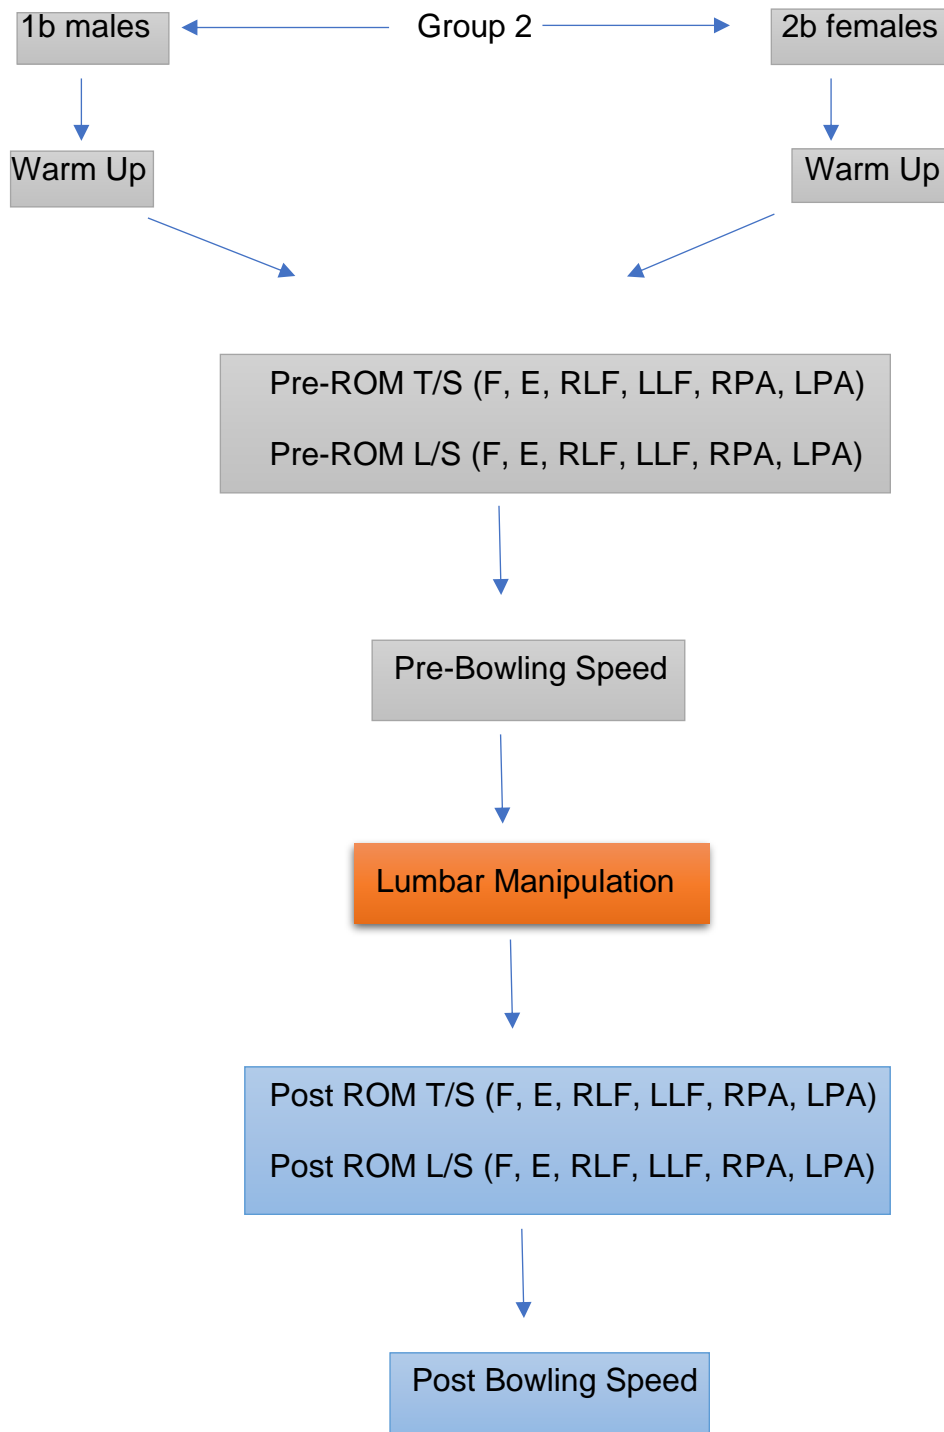 1b males
Group 2
2b females
Warm Up
Warm Up
Pre-ROM T/S (F, E, RLF, LLF, RPA, LPA)
Pre-ROM L/S (F, E, RLF, LLF, RPA, LPA)
Pre-Bowling Speed
Lumbar Manipulation
Post ROM T/S (F, E, RLF, LLF, RPA, LPA)
Post ROM L/S (F, E, RLF, LLF, RPA, LPA)
Post Bowling Speed